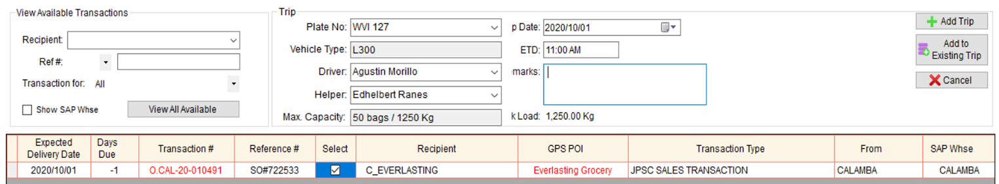 View Available Transactions
Recipient:
Ref #:
Transaction for: All
Show SAP Whse
View All Available
Trip
Plate No: WVI 127
Vehicle Type: L300
Driver: Agustin Morillo
Helper: Edhelbert Ranes
Max. Capacity: 50 bags / 1250 Kg
p Date: 2020/10/01
ETD: 11:00 AM
marks:
k Load: 1,250.00 Kg
Add Trip
Add to
Existing Trip
Cancel
Expected Delivery Date Days Due Transaction # Reference # Select Recipient GPS POI Transaction Type From SAP Whse
2020/10/01 -1 O.CAL-20-010491 SO#722533 C_EVERLASTING Everlasting Grocery JPSC SALES TRANSACTION CALAMBA CALAMBA